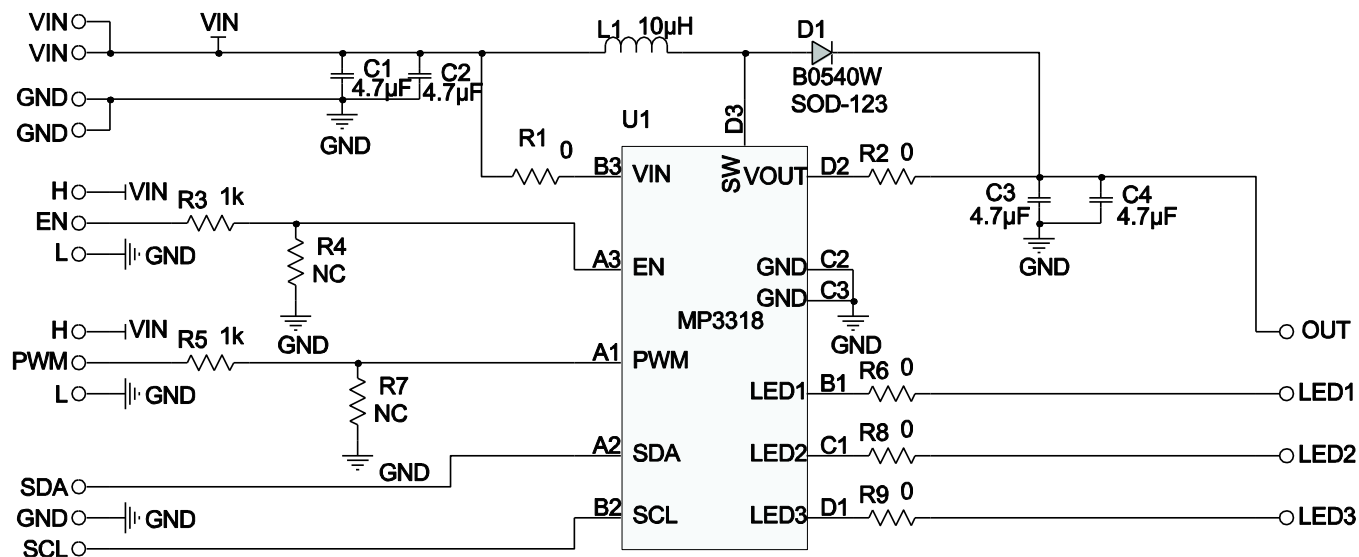 VIN
VIN
VIN
GND
GND
C1
4.7µF
C2
4.7µF
GND
L1
10µH
D1
B0540W
SOD-123
D3
U1
R1 0
B3
VIN
SW
VOUT
D2
R2 0
C3
4.7µF
C4
4.7µF
GND
H
VIN
EN
R3 1k
L
GND
R4
NC
GND
A3
EN
GND
C2
GND
C3
GND
MP3318
OUT
H
VIN
PWM
R5 1k
L
GND
R7
NC
GND
A1
PWM
LED1
B1
R6 0
LED1
A2
SDA
LED2
C1
R8 0
LED2
SDA
GND
GND
SCL
B2
SCL
LED3
D1
R9 0
LED3